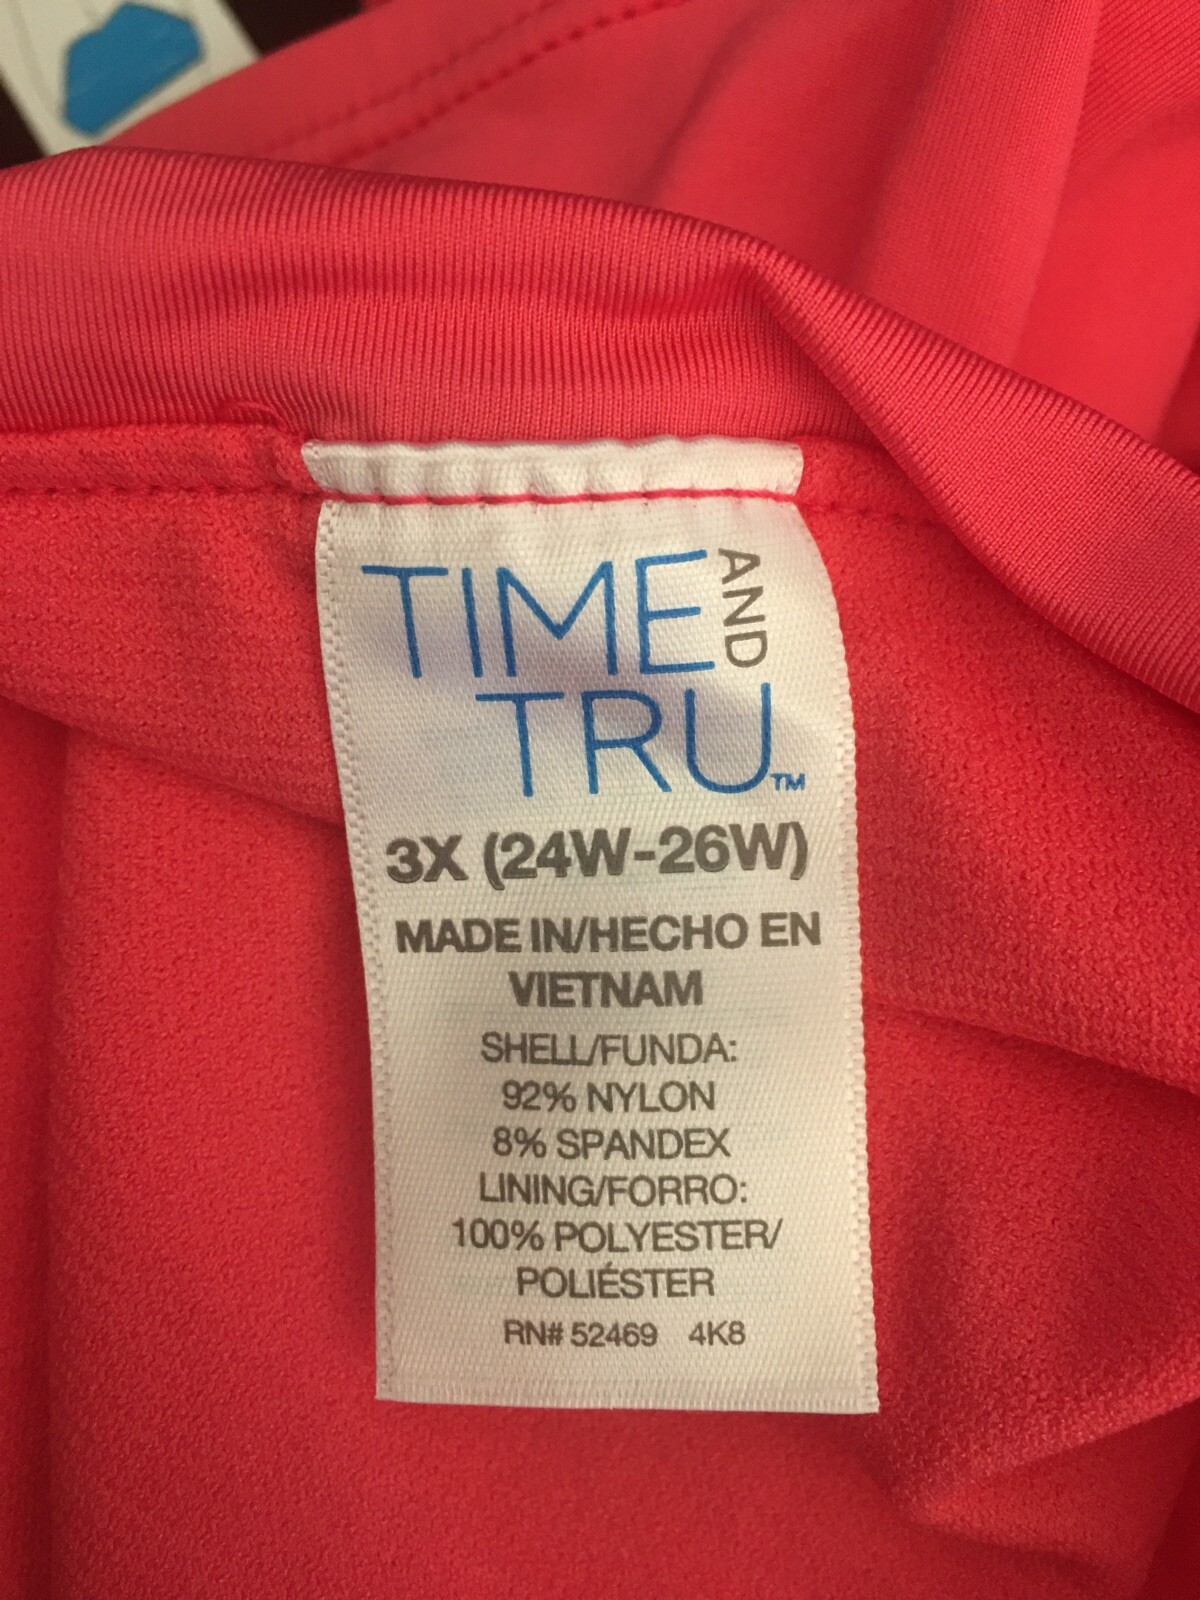 TIME AND
TRU™
3X (24W-26W)
MADE IN/HECHO EN
VIETNAM
SHELL/FUNDA:
92% NYLON
8% SPANDEX
LINING/FORRO:
100% POLYESTER/
POLIÉSTER
RN# 52469 4K8